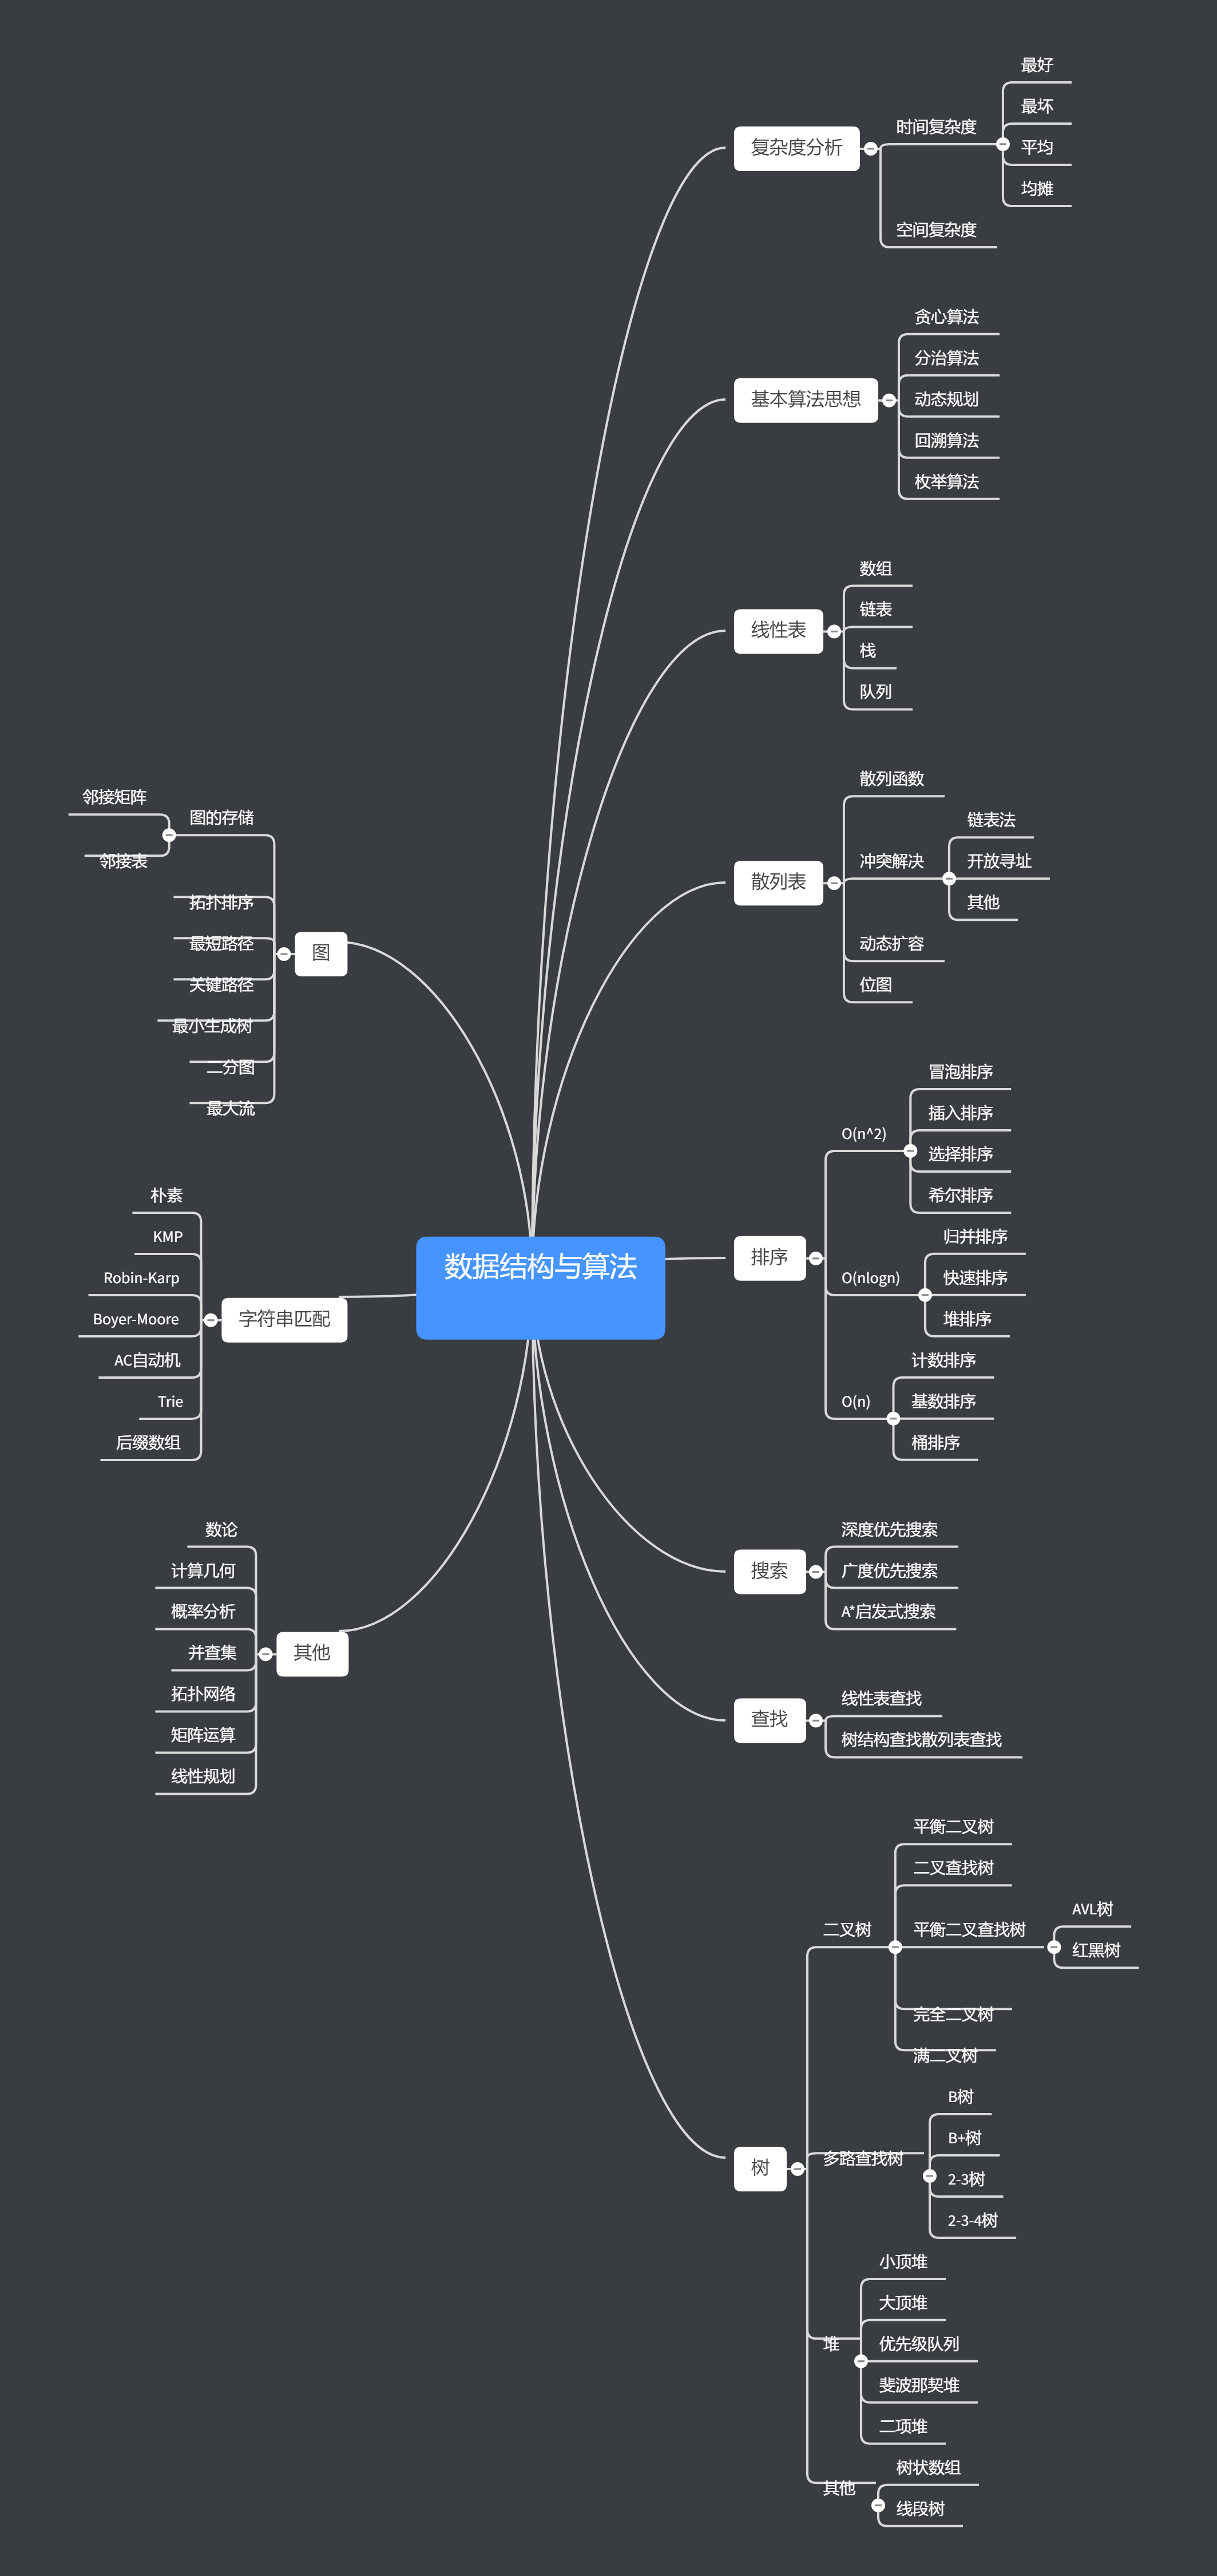 数据结构与算法
复杂度分析
时间复杂度
最好
最坏
平均
均摊
空间复杂度
基本算法思想
贪心算法
分治算法
动态规划
回溯算法
枚举算法
线性表
数组
链表
栈
队列
散列表
散列函数
冲突解决
链表法
开放寻址
其他
动态扩容
位图
排序
O(n^2)
冒泡排序
插入排序
选择排序
希尔排序
O(nlogn)
归并排序
快速排序
堆排序
O(n)
计数排序
基数排序
桶排序
搜索
深度优先搜索
广度优先搜索
A*启发式搜索
查找
线性表查找
树结构查找散列表查找
树
二叉树
平衡二叉树
二叉查找树
平衡二叉查找树
AVL树
红黑树
完全二叉树
满二叉树
多路查找树
B树
B+树
2-3树
2-3-4树
堆
小顶堆
大顶堆
优先级队列
斐波那契堆
二项堆
其他
树状数组
线段树
图
图的存储
邻接矩阵
邻接表
拓扑排序
最短路径
关键路径
最小生成树
二分图
最大流
字符串匹配
朴素
KMP
Robin-Karp
Boyer-Moore
AC自动机
Trie
后缀数组
其他
数论
计算几何
概率分析
并查集
拓扑网络
矩阵运算
线性规划